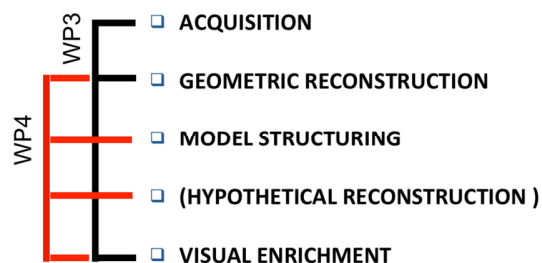 WP3
WP4
❑ ACQUISITION
❑ GEOMETRIC RECONSTRUCTION
❑ MODEL STRUCTURING
❑ (HYPOTHETICAL RECONSTRUCTION )
❑ VISUAL ENRICHMENT